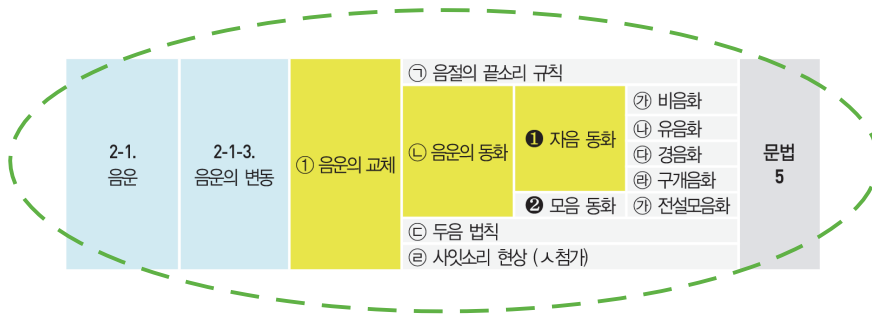 2-1.
음운
2-1-3.
음운의 변동
① 음운의 교체
㉠ 음절의 끝소리 규칙
㉡ 음운의 동화
❶ 자음 동화
㉮ 비음화
㉯ 유음화
㉰ 경음화
㉱ 구개음화
❷ 모음 동화
㉮ 전설모음화
㉢ 두음 법칙
㉣ 사잇소리 현상 (ㅅ첨가)
문법
5